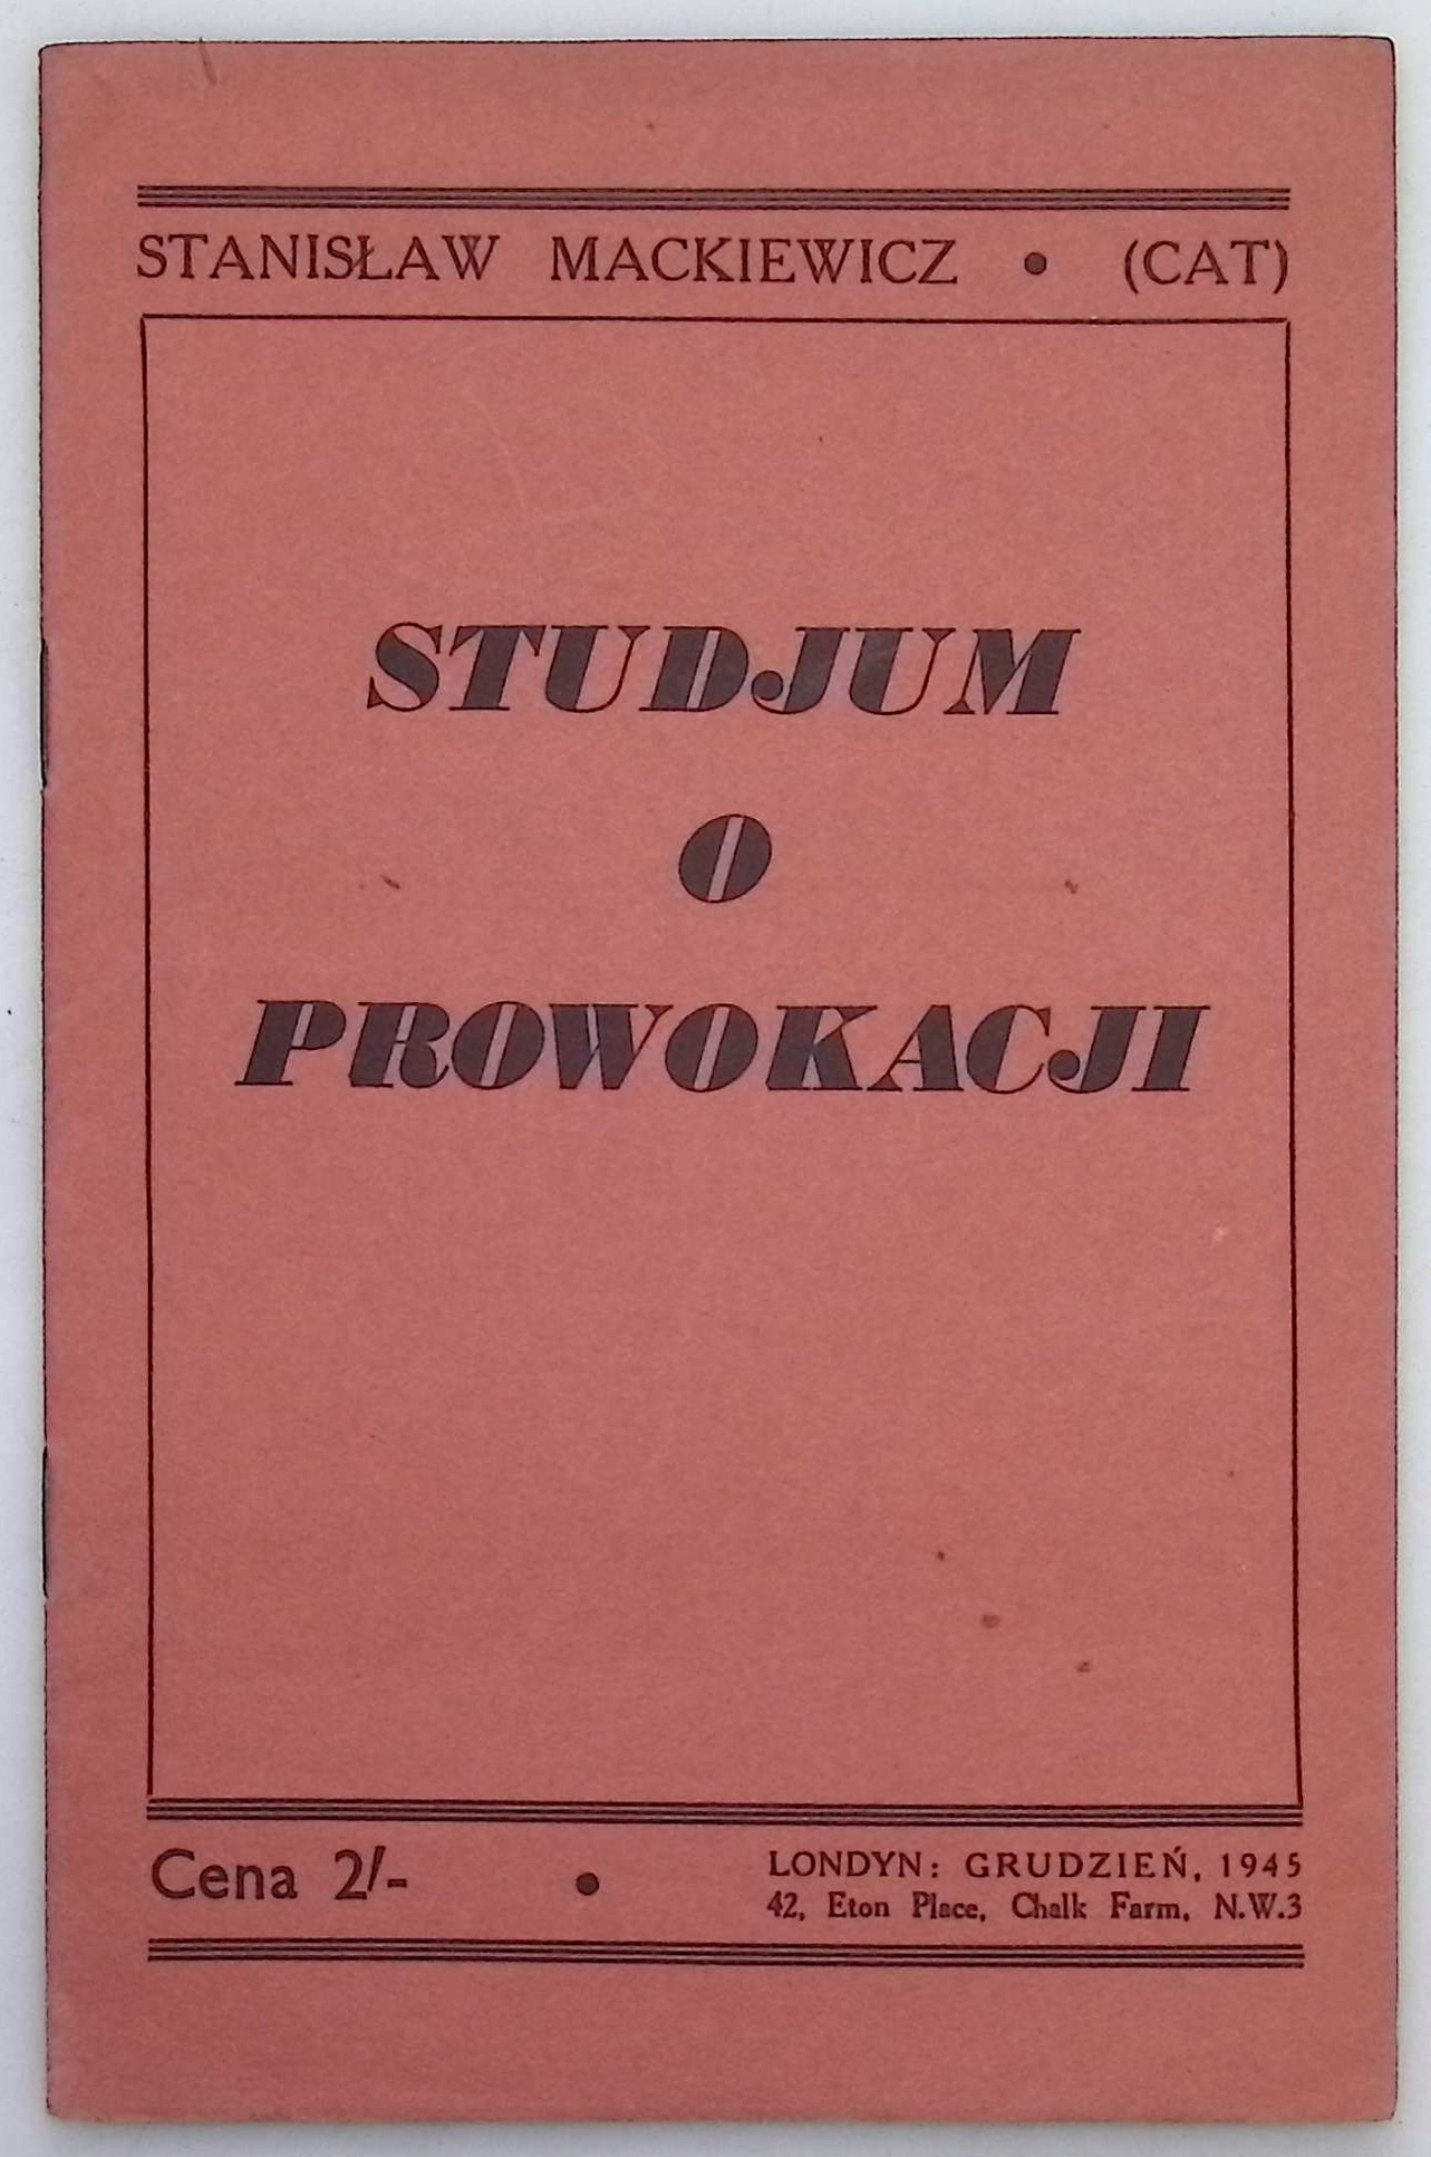 STANISŁAW MACKIEWICZ • (CAT)
STUDJUM
O
PROWOKACJI
Cena 2/- •
LONDYN: GRUDZIEŃ, 1945
42, Eton Place, Chalk Farm, N.W.3